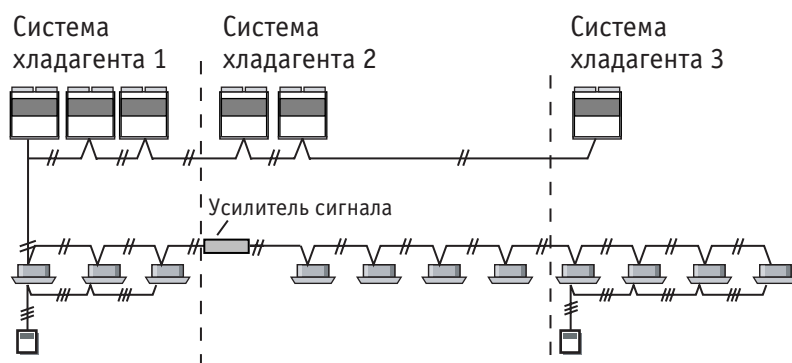 Система
хладагента 1
Система
хладагента 2
Система
хладагента 3
Усилитель сигнала